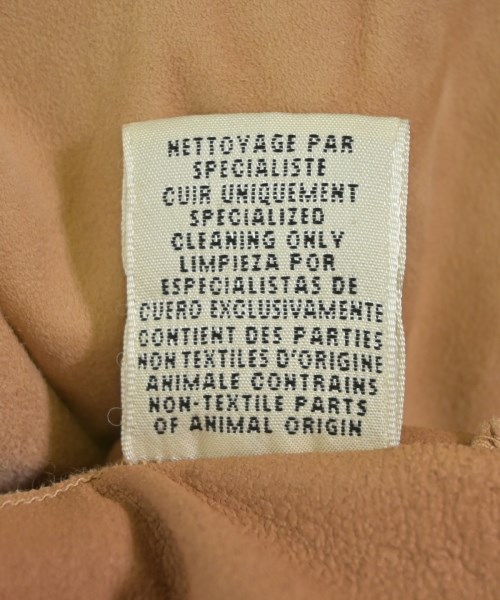 NETTOYAGE PAR
SPECIALISTE
CUIR UNIQUEMENT
SPECIALIZED
CLEANING ONLY
LIMPIEZA POR
ESPECIALISTAS DE
CUERO EXCLUSIVAMENTE
CONTIENT DES PARTIES
NON TEXTILES D'ORIGINE
ANIMALE CONTRAINS
NON-TEXTILE PARTS
OF ANIMAL ORIGIN